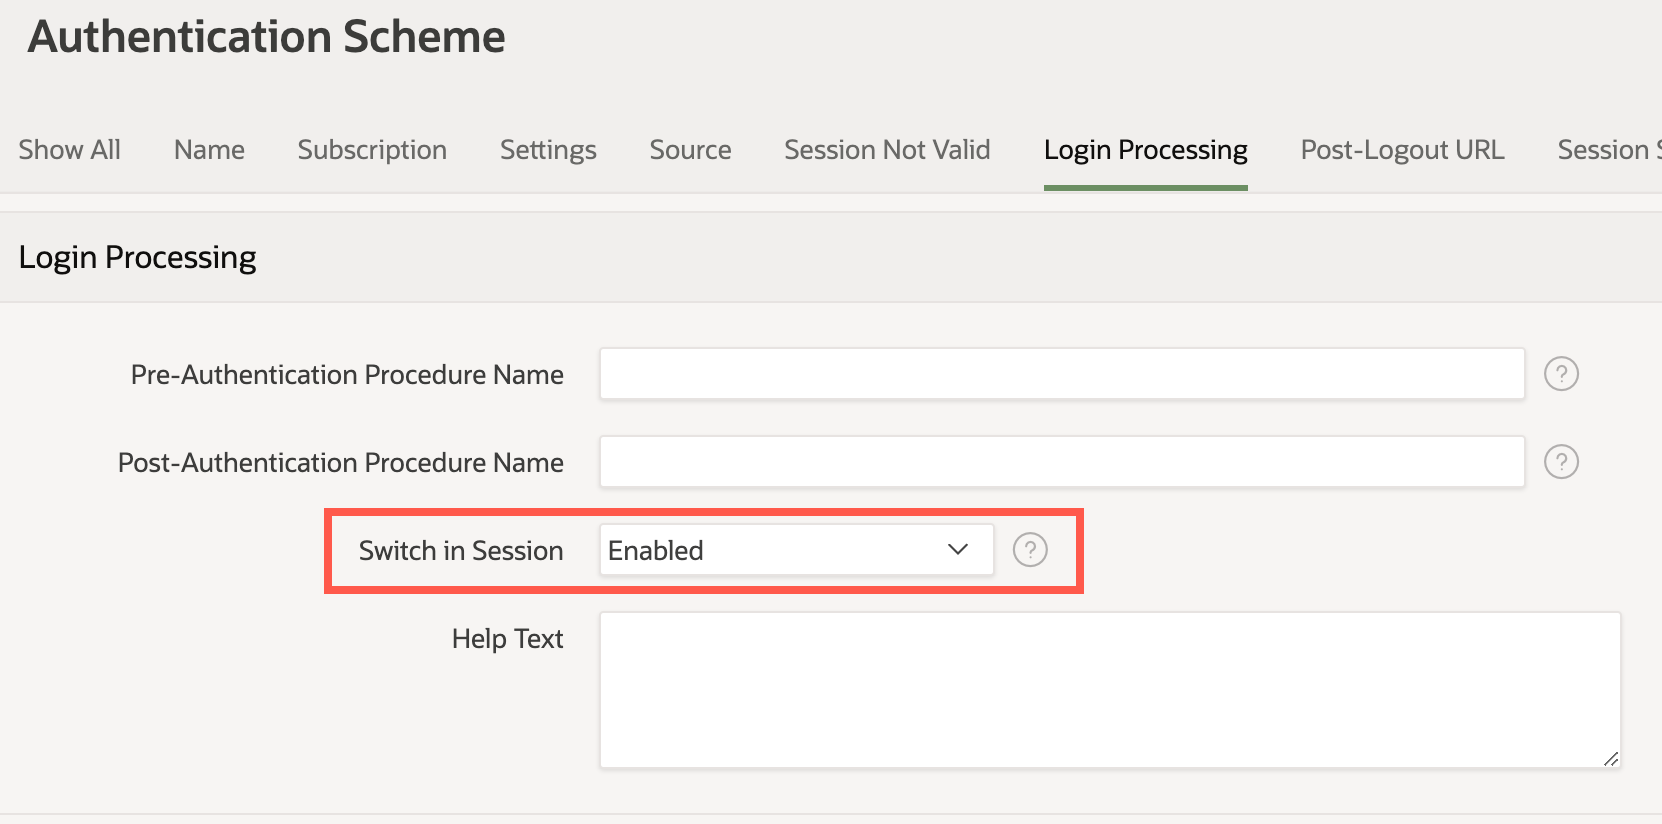 Authentication Scheme
Show All Name Subscription Settings Source Session Not Valid Login Processing Post-Logout URL Session
Login Processing
Pre-Authentication Procedure Name ?
Post-Authentication Procedure Name ?
Switch in Session Enabled ?
Help Text